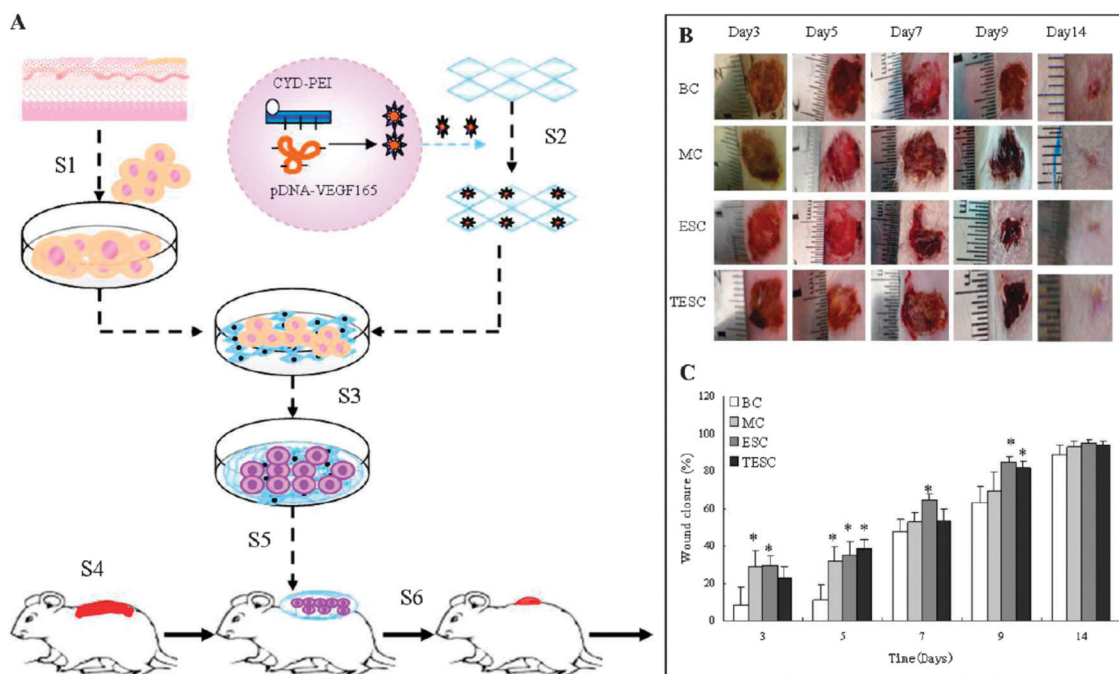 A
CYD-PEI
pDNA-VEGF165
S1
S2
S3
S5
S4
S6
B
Day3 Day5 Day7 Day9 Day14
BC
MC
ESC
TESC
C
BC
MC
ESC
TESC
Wound closure (%)
120
100
80
60
40
20
0
* * * * * * * *
3 5 7 9 14
Time(Days)